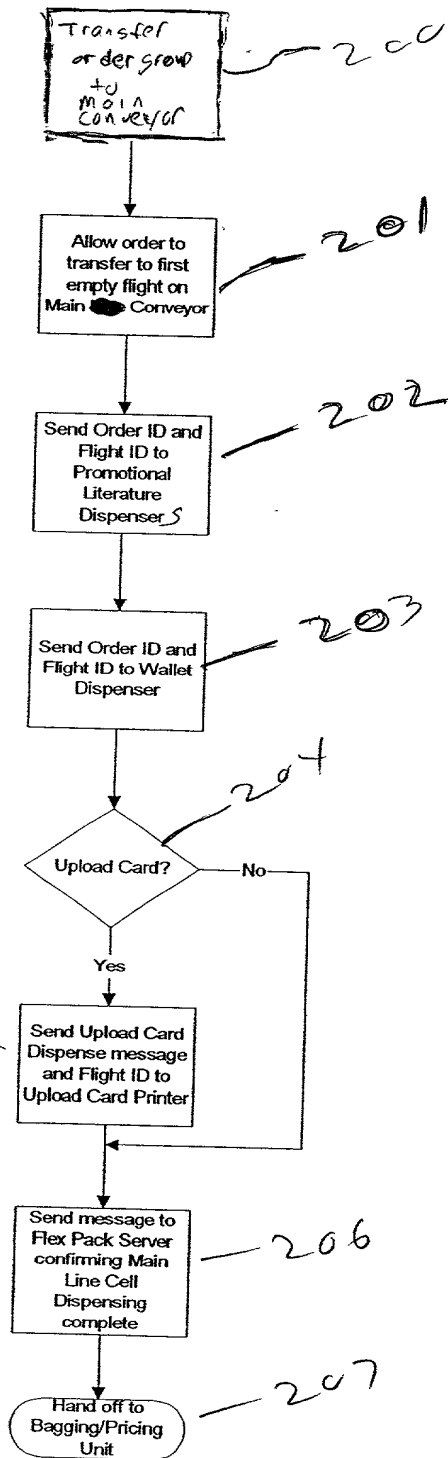 Transfer
order group
to
main
conveyor
200
Allow order to
transfer to first
empty flight on
Main Conveyor
201
Send Order ID and
Flight ID to
Promotional
Literature
Dispensers
202
Send Order ID and
Flight ID to Wallet
Dispenser
203
Upload Card?
204
No
Yes
Send Upload Card
Dispense message
and Flight ID to
Upload Card Printer
Send message to
Flex Pack Server
confirming Main
Line Cell
Dispensing
complete
206
Hand off to
Bagging/Pricing
Unit
207